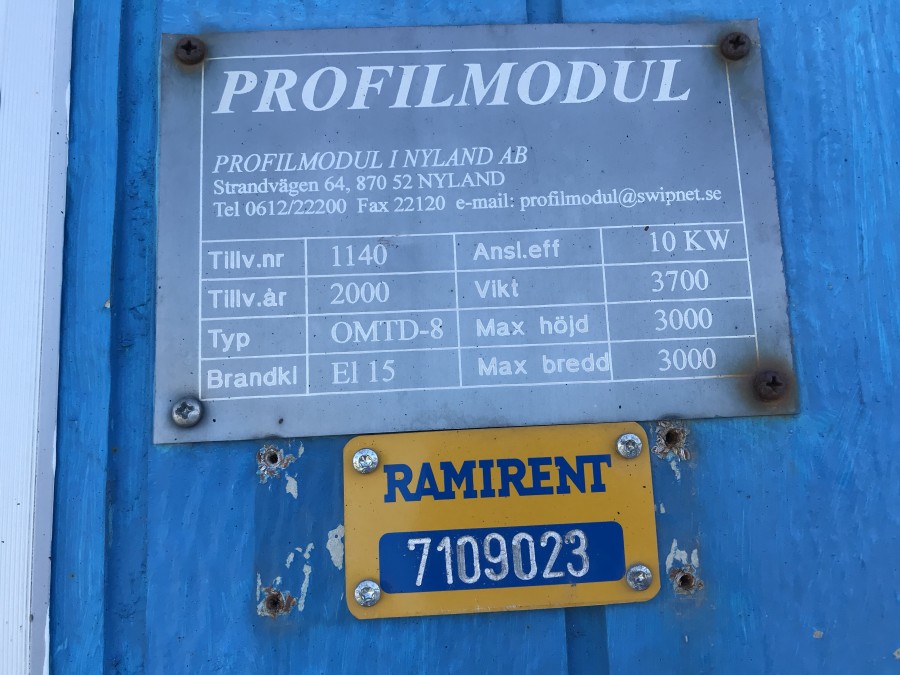 PROFILMODUL
PROFILMODUL I NYLAND AB
Strandvägen 64, 870 52 NYLAND
Tel 0612/22200 Fax 22120 e-mail: profilmodul@swipnet.se
Tillv.nr 1140 Ansl.eff 10 KW
Tillv.år 2000 Vikt 3700
Typ OMTD-8 Max höjd 3000
Brandkl EI 15 Max bredd 3000
RAMIRENT
7109023